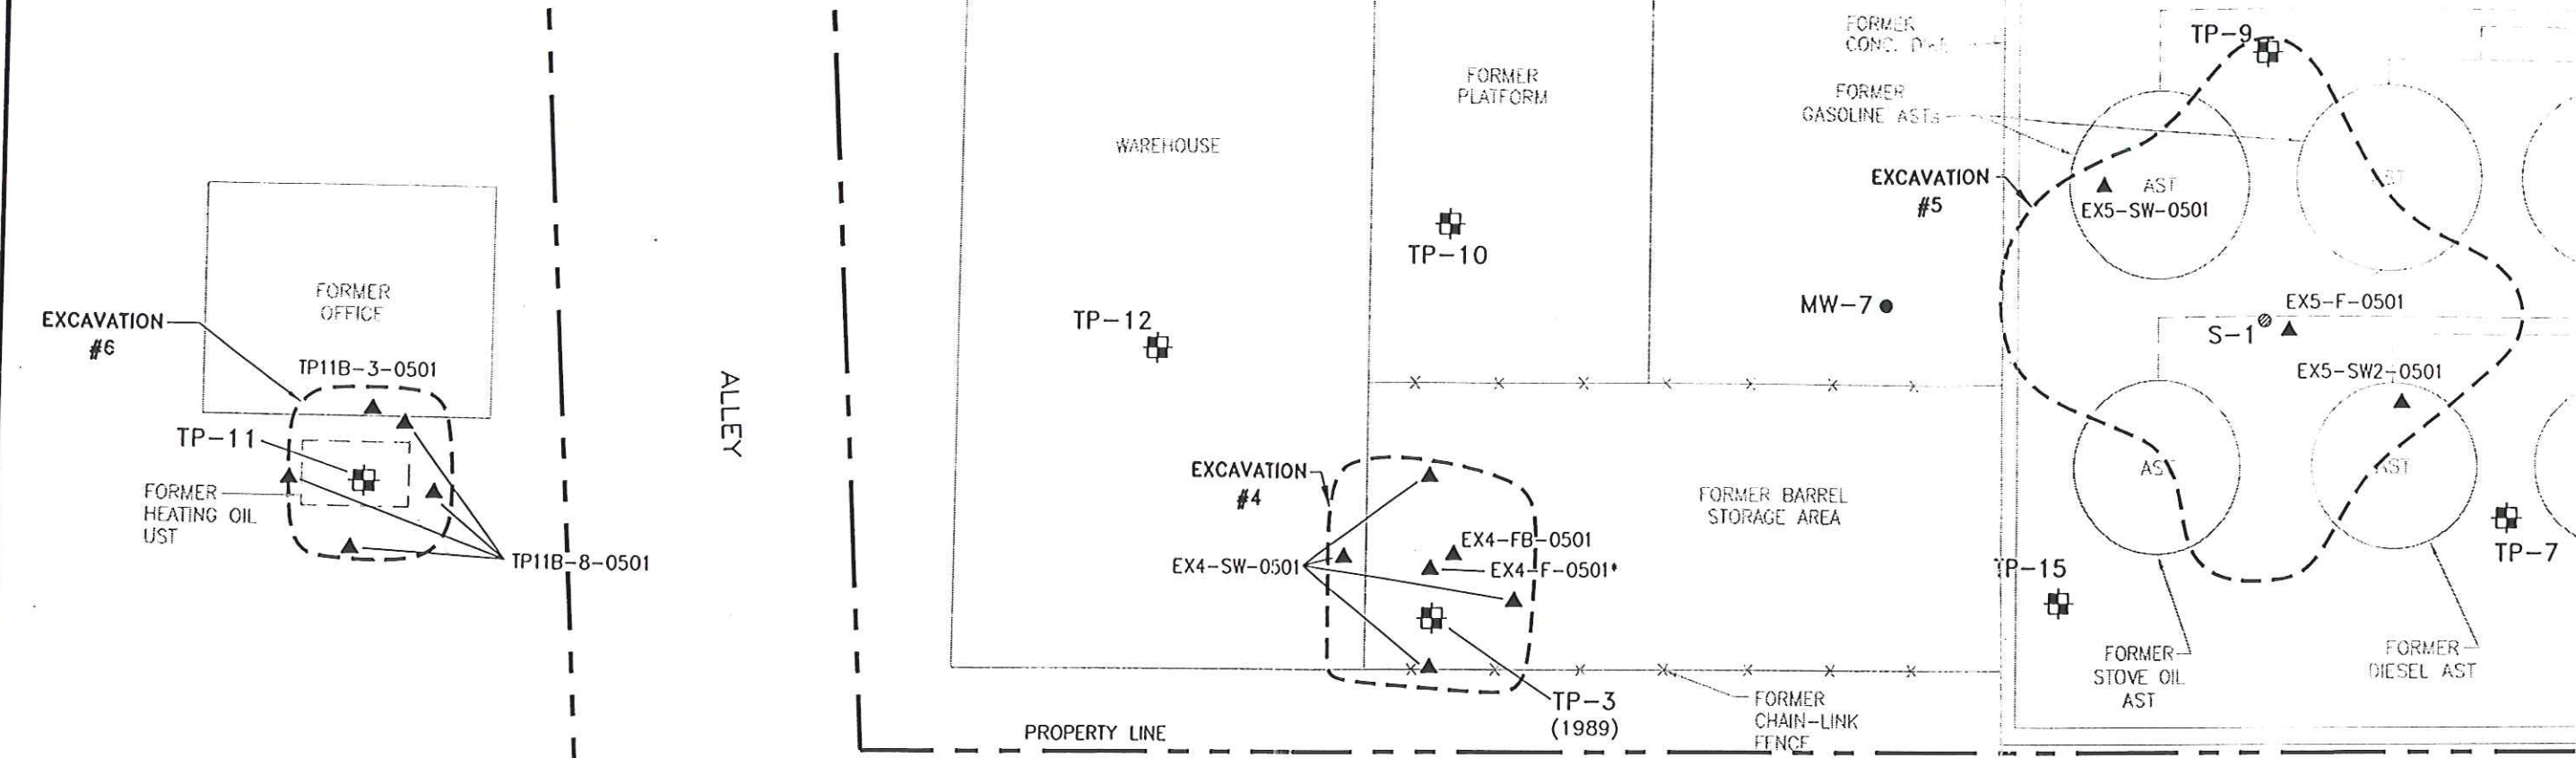 EXCAVATION
#6
FORMER
OFFICE
TP11B-3-0501
TP-11
FORMER
HEATING OIL
UST
TP11B-8-0501
ALLEY
WAREHOUSE
TP-12
FORMER
PLATFORM
TP-10
EXCAVATION
#4
EX4-SW-0501
EX4-FB-0501
EX4-F-0501*
TP-3
(1989)
PROPERTY LINE
FORMER BARREL
STORAGE AREA
FORMER
CHAIN-LINK
FENCE
MW-7
FORMER
CONC.
FORMER
GASOLINE ASTs
EXCAVATION
#5
TP-9
AST
EX5-SW-0501
AST
EX5-F-0501
S-1
EX5-SW2-0501
AST
AST
TP-15
TP-7
FORMER
STOVE OIL
AST
FORMER
DIESEL AST